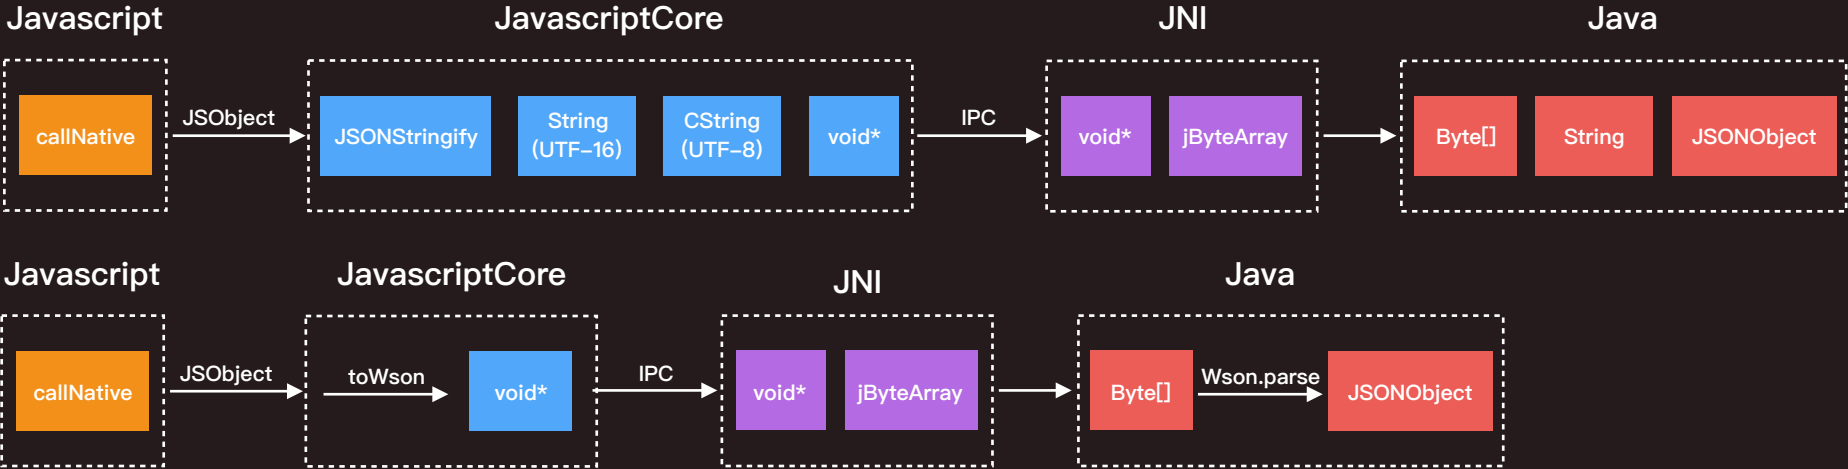 Javascript
JavascriptCore
JNI
Java
callNative
JSObject
JSONStringify
String
(UTF-16)
CString
(UTF-8)
void*
IPC
void*
jByteArray
Byte[]
String
JSONObject
Javascript
JavascriptCore
JNI
Java
callNative
JSObject
toWson
void*
IPC
void*
jByteArray
Byte[]
Wson.parse
JSONObject